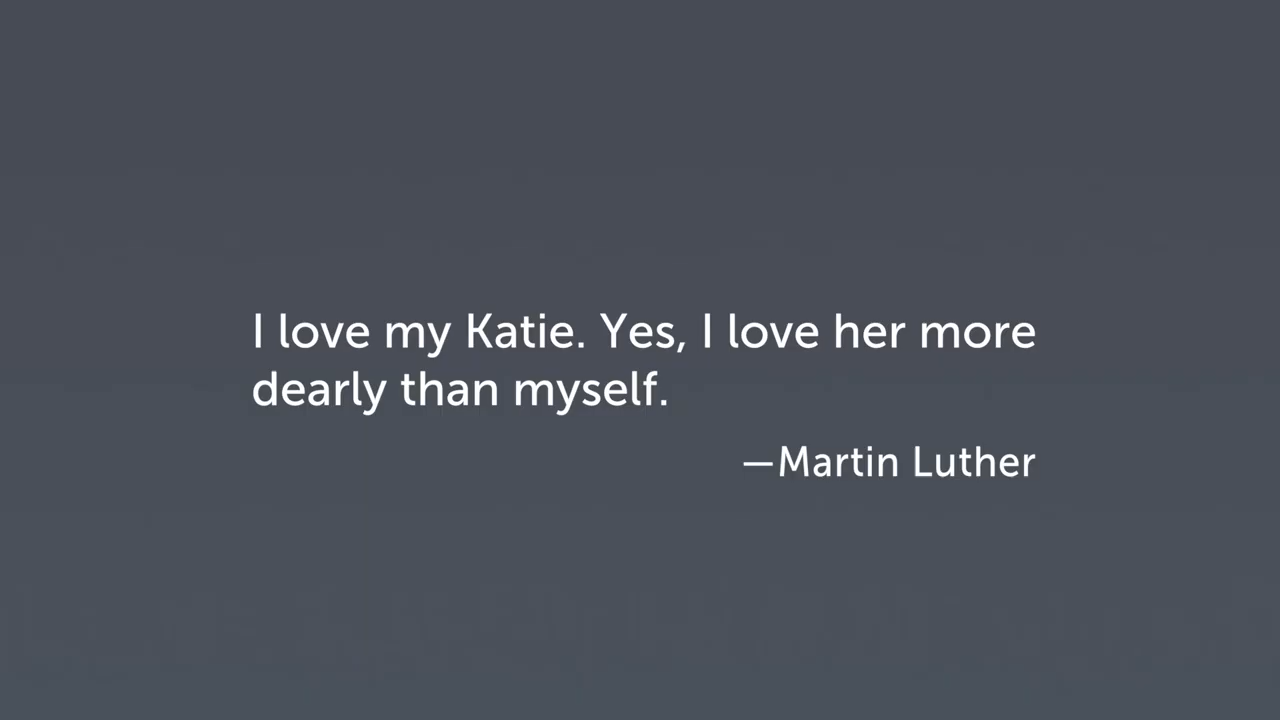 I love my Katie. Yes, I love her more
dearly than myself.
—Martin Luther